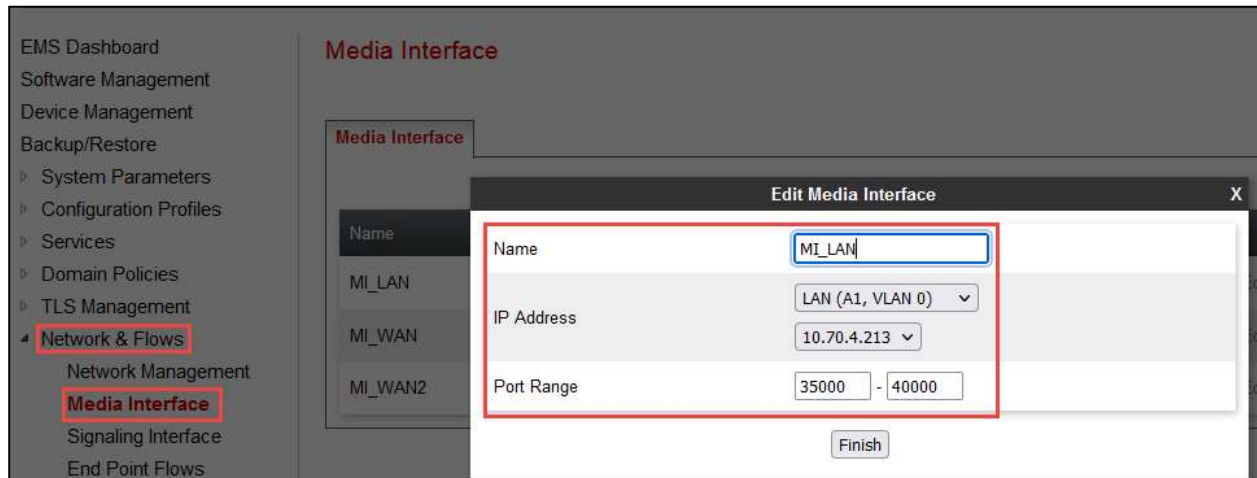 EMS Dashboard
Software Management
Device Management
Backup/Restore
System Parameters
Configuration Profiles
Services
Domain Policies
TLS Management
Network & Flows
Network Management
Media Interface
Signaling Interface
End Point Flows
Media Interface
Media Interface
Name
MI_LAN
MI_WAN
MI_WAN2
Edit Media Interface X
Name MI_LAN
IP Address LAN (A1, VLAN 0)
10.70.4.213
Port Range 35000 - 40000
Finish